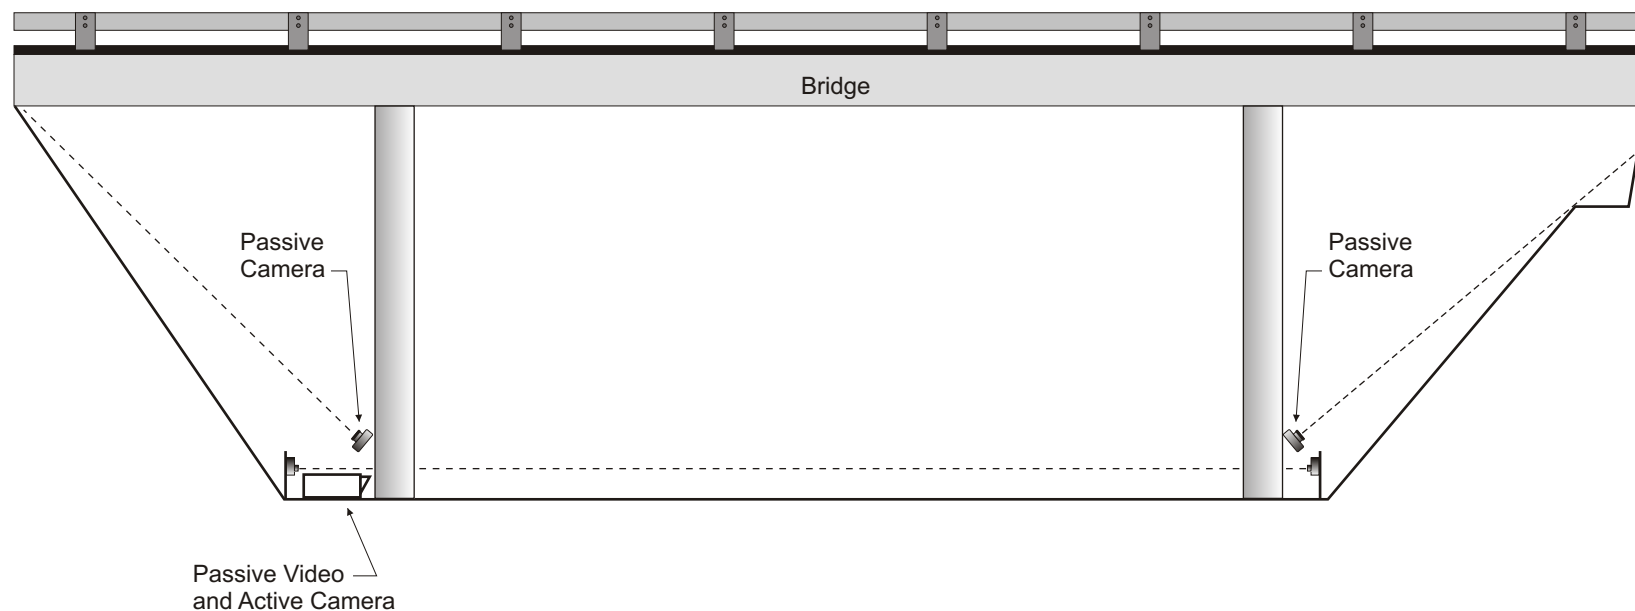 Bridge
Passive
Camera
Passive
Camera
Passive Video
and Active Camera